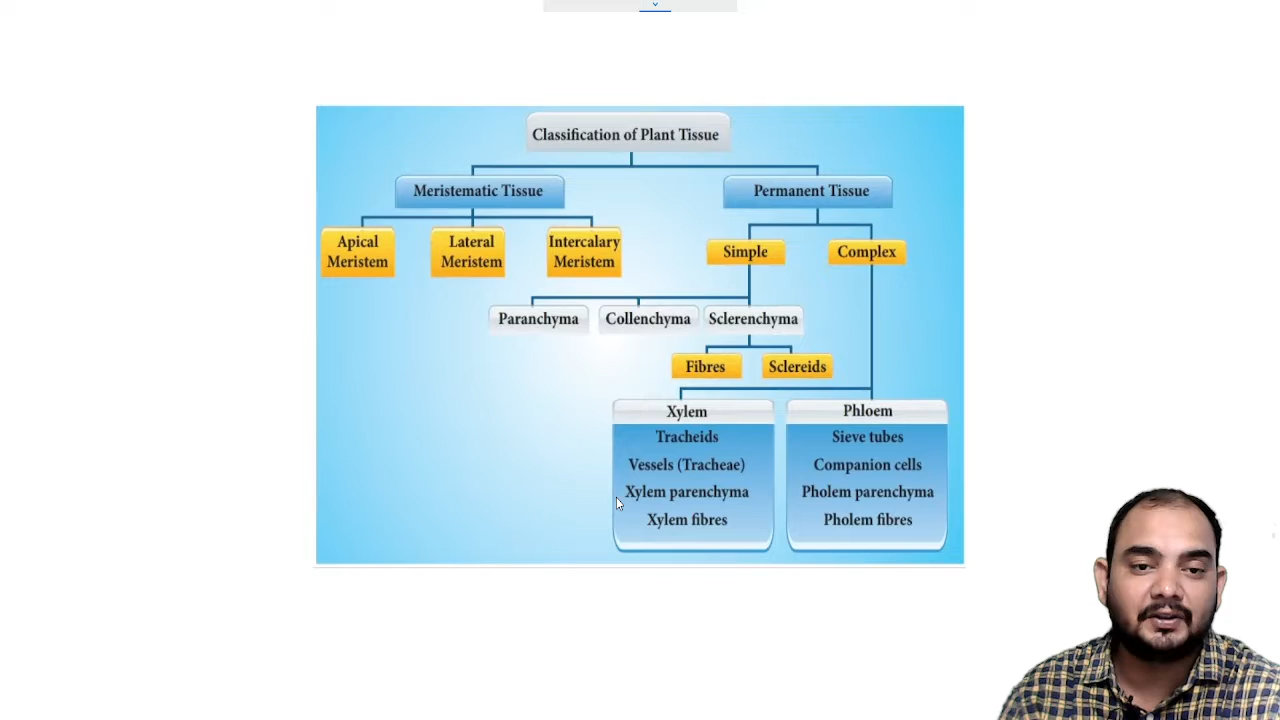 Classification of Plant Tissue
Meristematic Tissue
Permanent Tissue
Apical
Meristem
Lateral
Meristem
Intercalary
Meristem
Simple
Complex
Paranchyma
Collenchyma
Sclerenchyma
Fibres
Sclereids
Xylem
Tracheids
Vessels (Tracheae)
Xylem parenchyma
Xylem fibres
Phloem
Sieve tubes
Companion cells
Pholem parenchyma
Pholem fibres